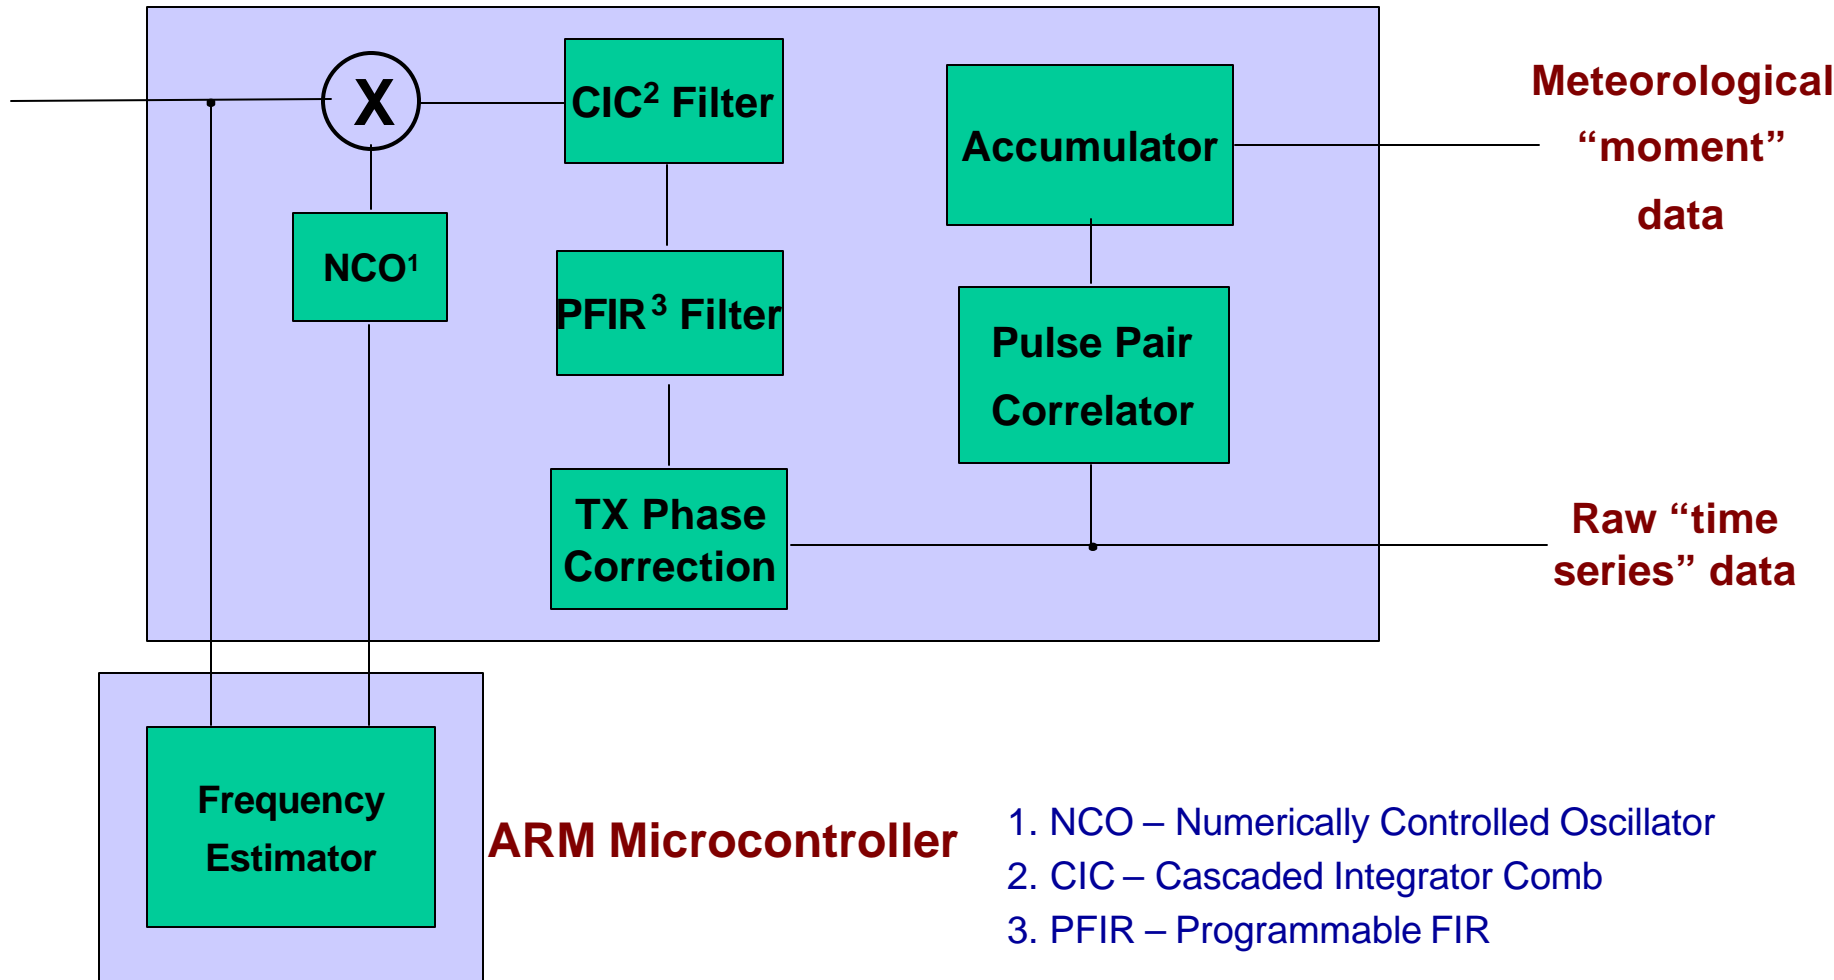 X
CIC² Filter
NCO¹
PFIR³ Filter
TX Phase
Correction
Accumulator
Pulse Pair
Correlator
Meteorological
“moment”
data
Raw “time
series” data
Frequency
Estimator
ARM Microcontroller
1. NCO – Numerically Controlled Oscillator
2. CIC – Cascaded Integrator Comb
3. PFIR – Programmable FIR